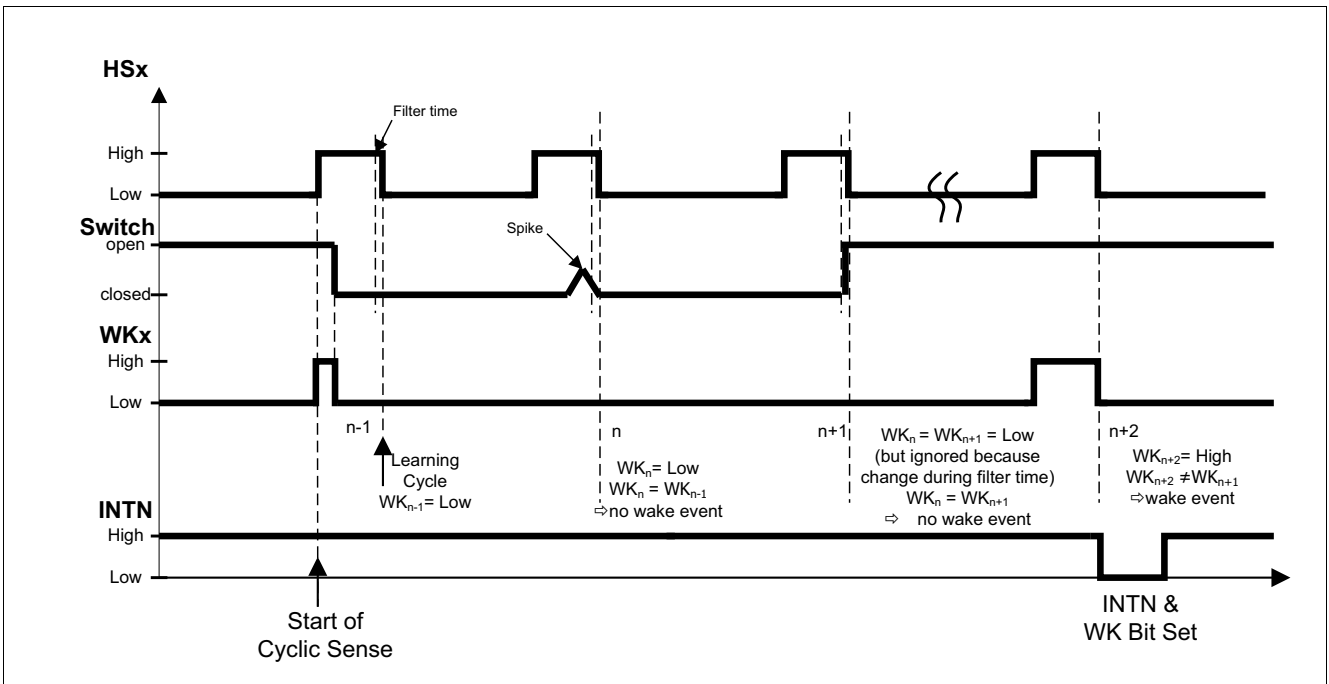 HSx
Filter time
High
Low
Switch
open
Spike
closed
WKx
High
Low
n-1
n
n+1
n+2
Learning
Cycle
WKn-1= Low
WKn= Low
WKn = WKn-1
⇨no wake event
WKn = WKn+1 = Low
(but ignored because
change during filter time)
WKn = WKn+1
⇨ no wake event
WKn+2= High
WKn+2 ≠WKn+1
⇨wake event
INTN
High
Low
Start of
Cyclic Sense
INTN &
WK Bit Set